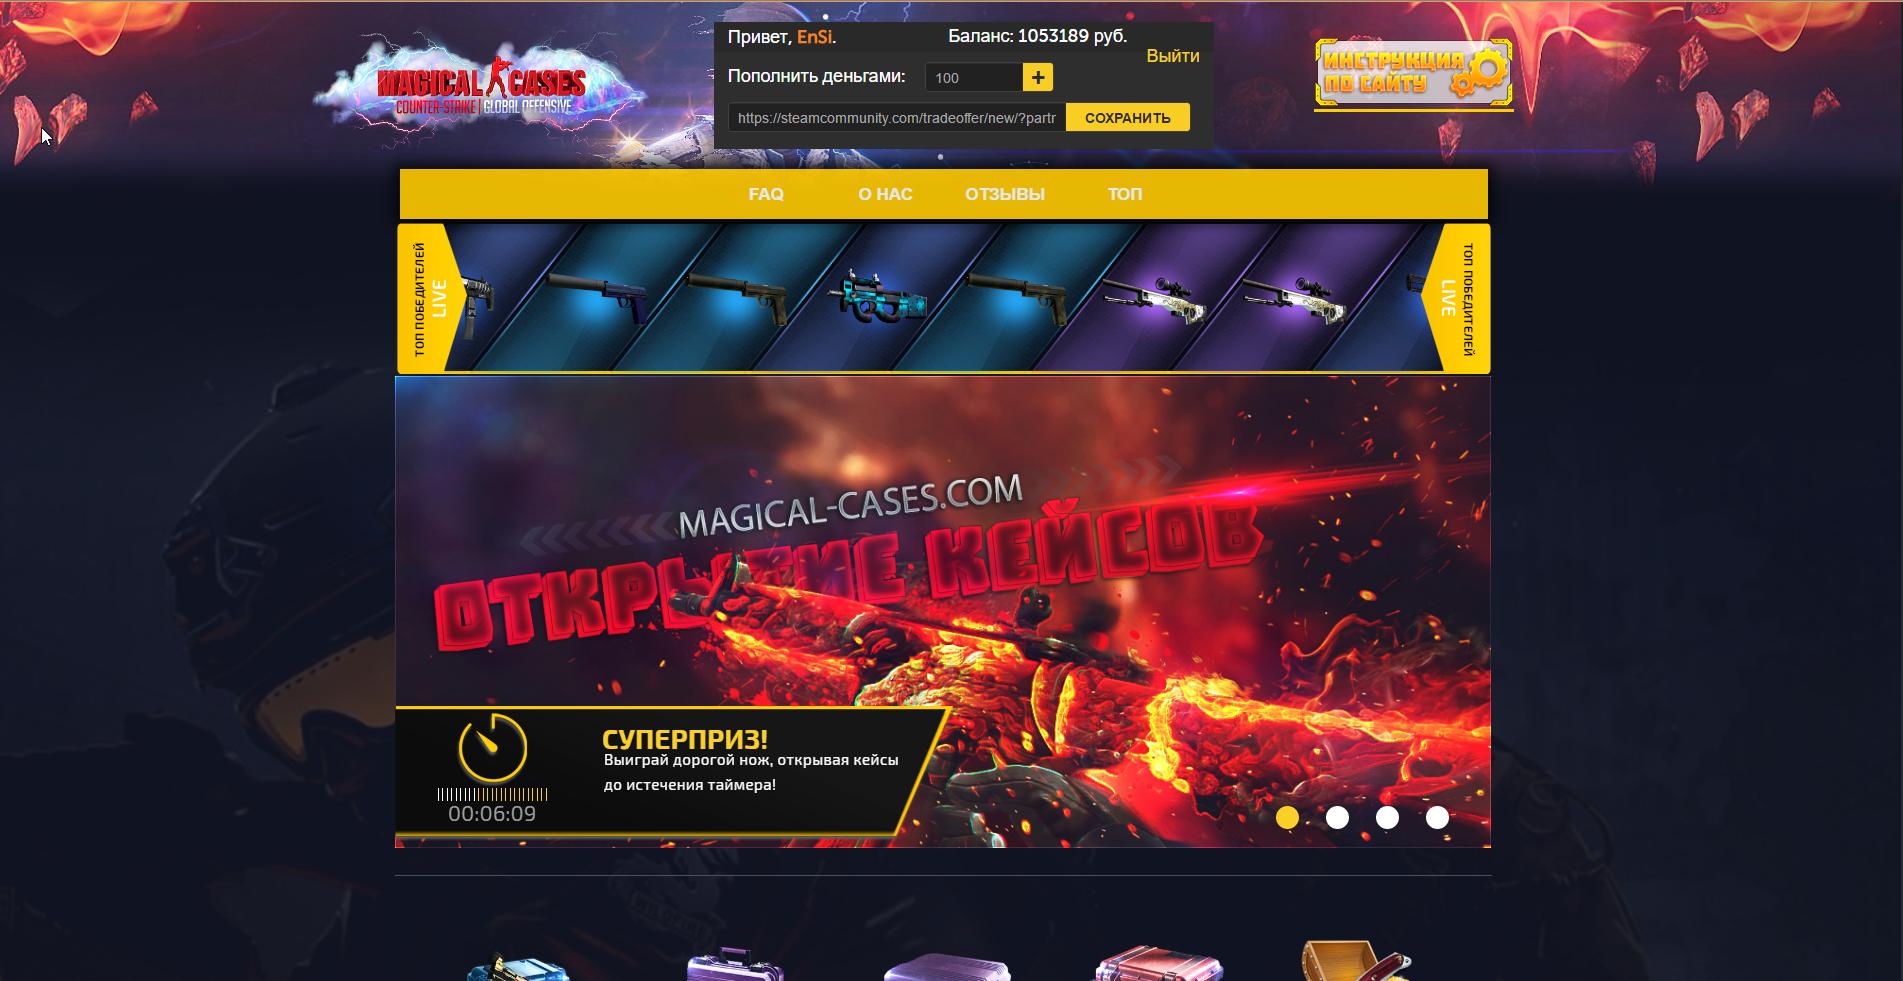 MAGICAL CASES
COUNTER-STRIKE | GLOBAL OFFENSIVE
Привет, EnSi.
Баланс: 1053189 руб.
Выйти
Пополнить деньгами:
100
+
https://steamcommunity.com/tradeoffer/new/?partr
СОХРАНИТЬ
ИНСТРУКЦИЯ
ПО САЙТУ
FAQ
О НАС
ОТЗЫВЫ
ТОП
ТОП ПОБЕДИТЕЛЕЙ
LIVE
LIVE
ТОП ПОБЕДИТЕЛЕЙ
MAGICAL-CASES.COM
ОТКРЫТИЕ КЕЙСОВ
СУПЕРПРИЗ!
Выиграй дорогой нож, открывая кейсы
до истечения таймера!
00:06:09